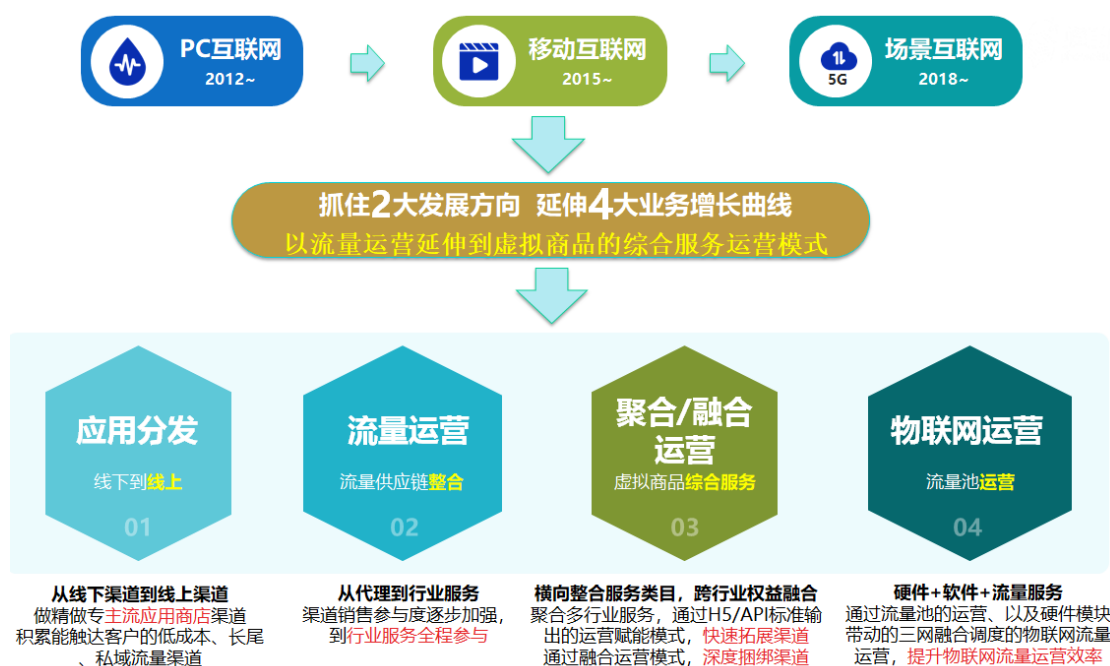 PC互联网
2012~
移动互联网
2015~
5G
场景互联网
2018~
抓住2大发展方向 延伸4大业务增长曲线
以流量运营延伸到虚拟商品的综合服务运营模式
应用分发
线下到线上
01
流量运营
流量供应链整合
02
聚合/融合
运营
虚拟商品综合服务
03
物联网运营
流量池运营
04
从线下渠道到线上渠道
做精做专主流应用商店渠道
积累能触达客户的低成本、长尾
、私域流量渠道
从代理到行业服务
渠道销售参与度逐步加强，
到行业服务全程参与
横向整合服务类目，跨行业权益融合
聚合多行业服务，通过H5/API标准输
出的运营赋能模式，快速拓展渠道
通过融合运营模式，深度捆绑渠道
硬件+软件+流量服务
通过流量池的运营、以及硬件模块
带动的三网融合调度的物联网流量
运营，提升物联网流量运营效率